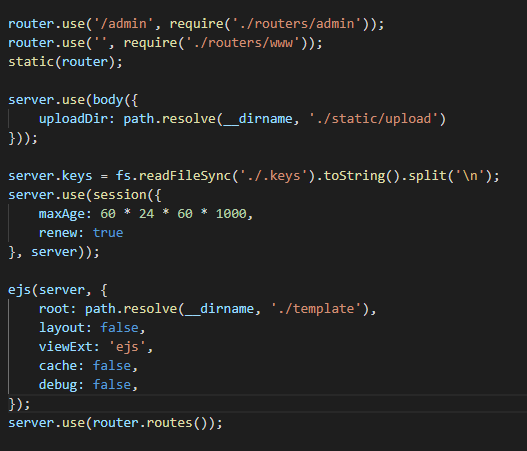 router.use('/admin', require('./routers/admin'));
router.use('', require('./routers/www'));
static(router);

server.use(body({
    uploadDir: path.resolve(__dirname, './static/upload')
}));

server.keys = fs.readFileSync('./.keys').toString().split('\n');
server.use(session({
    maxAge: 60 * 24 * 60 * 1000,
    renew: true
}, server));

ejs(server, {
    root: path.resolve(__dirname, './template'),
    layout: false,
    viewExt: 'ejs',
    cache: false,
    debug: false,
});
server.use(router.routes());